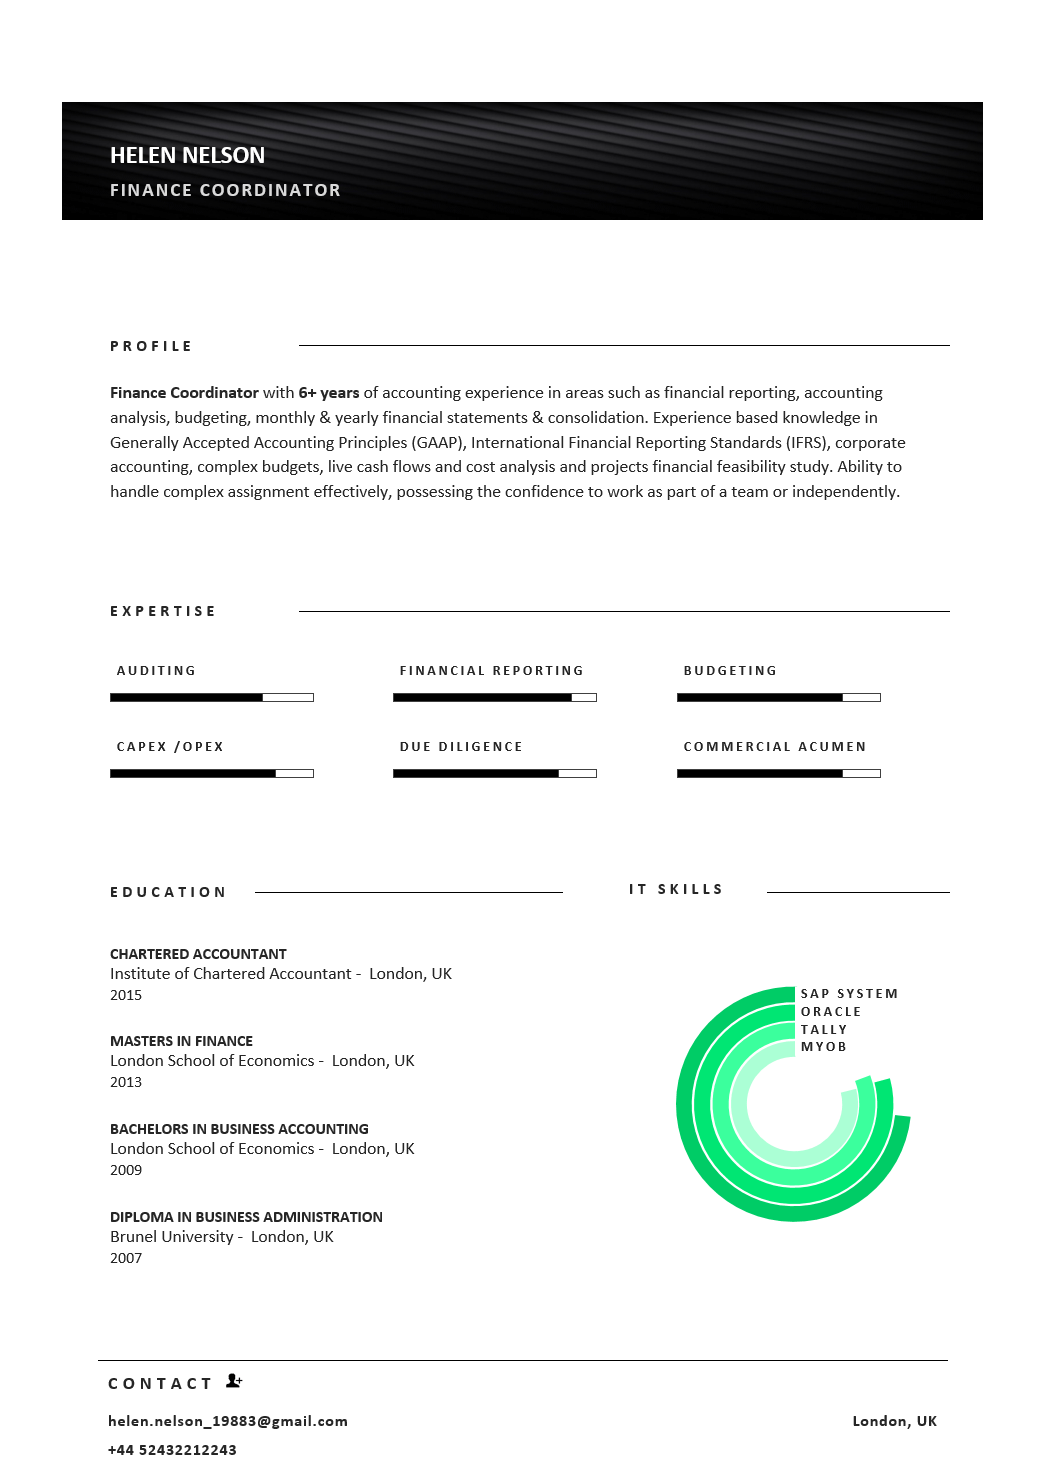 HELEN NELSON
FINANCE COORDINATOR
PROFILE
Finance Coordinator with 6+ years of accounting experience in areas such as financial reporting, accounting
analysis, budgeting, monthly & yearly financial statements & consolidation. Experience based knowledge in
Generally Accepted Accounting Principles (GAAP), International Financial Reporting Standards (IFRS), corporate
accounting, complex budgets, live cash flows and cost analysis and projects financial feasibility study. Ability to
handle complex assignment effectively, possessing the confidence to work as part of a team or independently.
EXPERTISE
AUDITING
FINANCIAL REPORTING
BUDGETING
CAPEX /OPEX
DUE DILIGENCE
COMMERCIAL ACUMEN
EDUCATION
CHARTERED ACCOUNTANT
Institute of Chartered Accountant - London, UK
2015
MASTERS IN FINANCE
London School of Economics - London, UK
2013
BACHELORS IN BUSINESS ACCOUNTING
London School of Economics - London, UK
2009
DIPLOMA IN BUSINESS ADMINISTRATION
Brunel University - London, UK
2007
IT SKILLS
SAP SYSTEM
ORACLE
TALLY
MYOB
CONTACT
helen.nelson_19883@gmail.com
London, UK
+44 52432212243